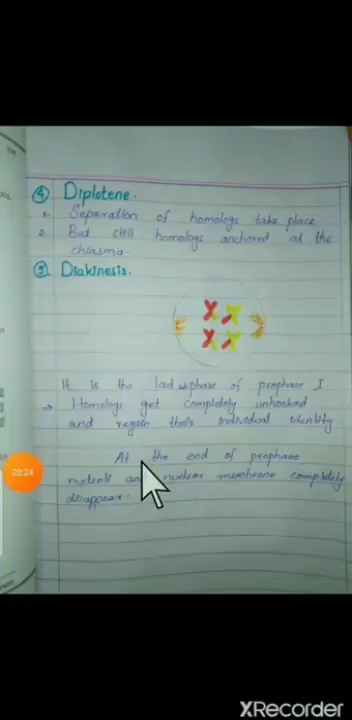 ④ Diplotene.
1. Separation of homologs take place
2. But still homologs anchored at the
chiasma.
⑤ Diakinesis.
It is the last phase of prophase I
→ Homologs get completely unhooked
and regain their individual identity
At the end of prophase
and nuclear membrane completely
disappear.
20:24
XRecorder